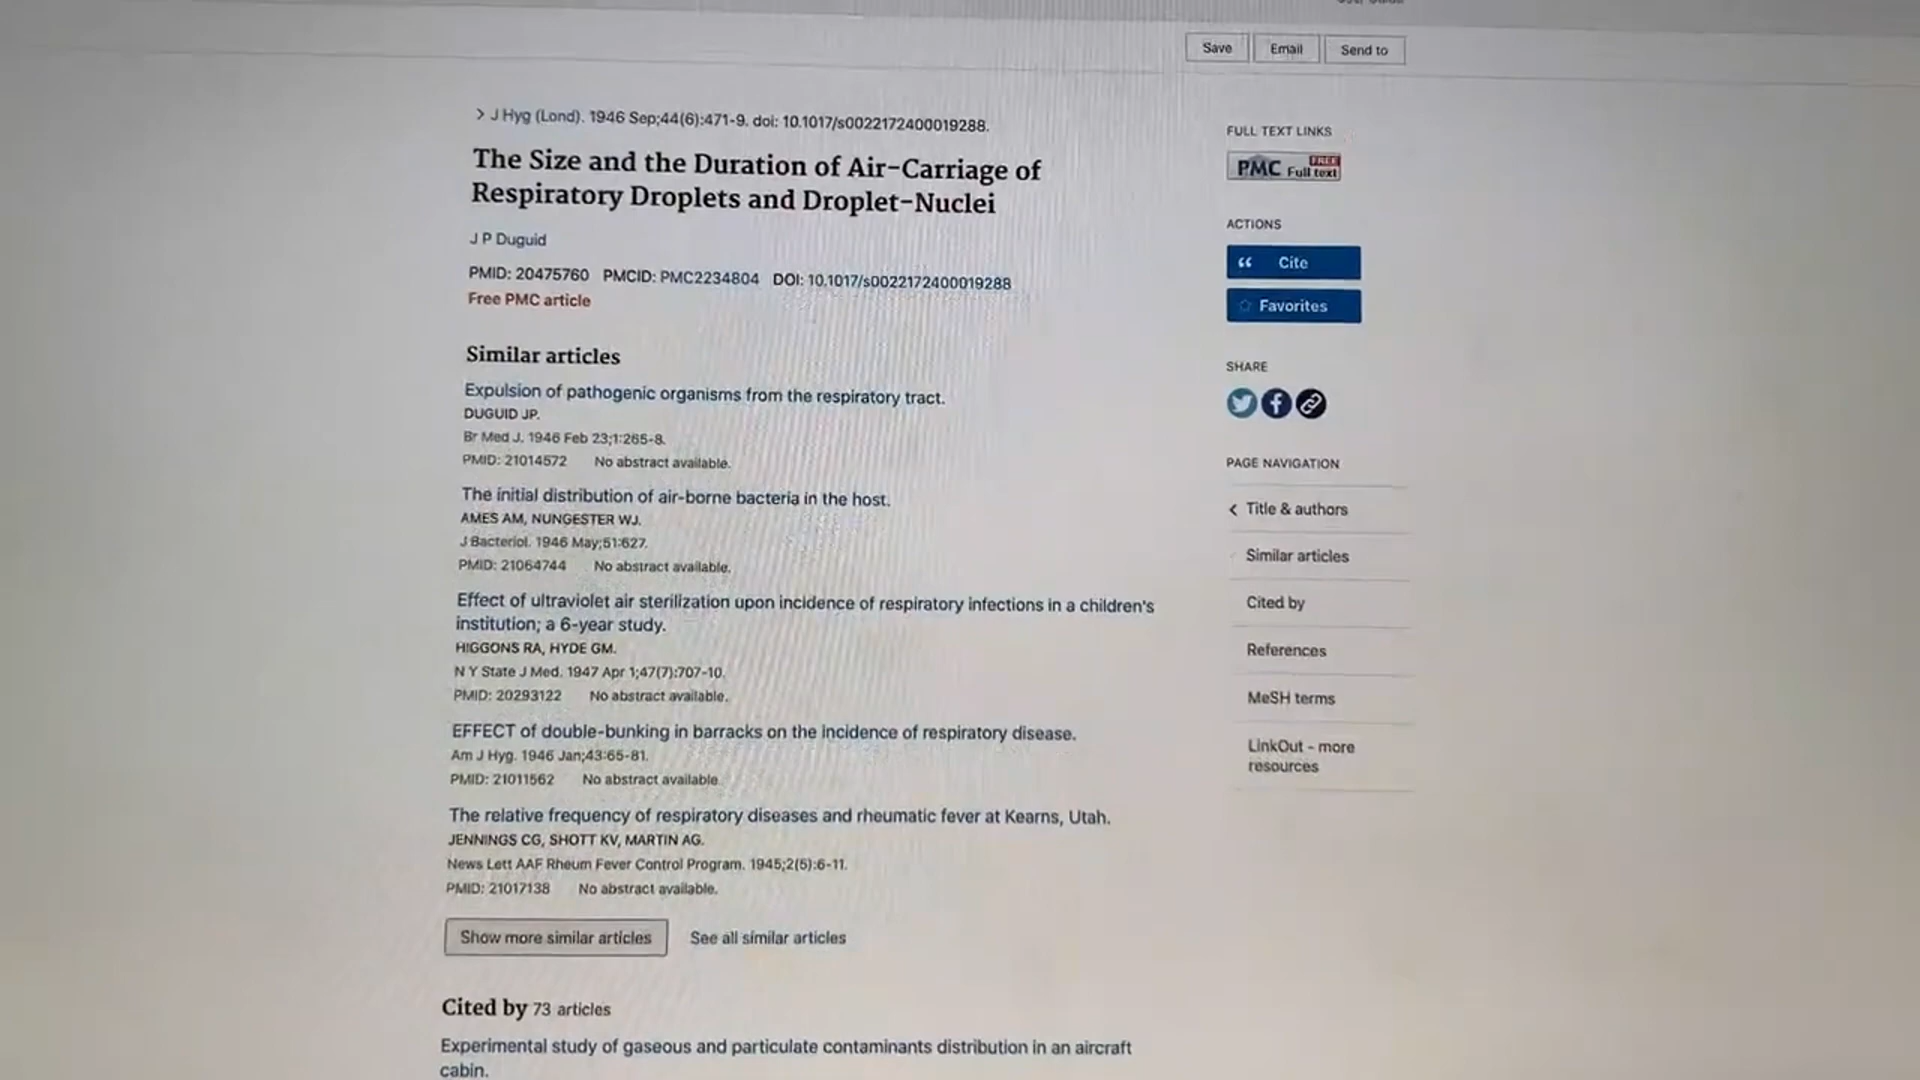 Save Email Send to
J Hyg (Lond). 1946 Sep;44(6):471-9. doi: 10.1017/s0022172400019288.
The Size and the Duration of Air-Carriage of
Respiratory Droplets and Droplet-Nuclei
J P Duguid
PMID: 20475760 PMCID: PMC2234804 DOI: 10.1017/s0022172400019288
Free PMC article
Similar articles
Expulsion of pathogenic organisms from the respiratory tract.
DUGUID JP.
Br Med J. 1946 Feb 23;1:265-8.
PMID: 21014572 No abstract available.
The initial distribution of air-borne bacteria in the host.
AMES AM, NUNGESTER WJ.
J Bacteriol. 1946 May;51:627.
PMID: 21064744 No abstract available.
Effect of ultraviolet air sterilization upon incidence of respiratory infections in a children's
institution; a 6-year study.
HIGGONS RA, HYDE GM.
N Y State J Med. 1947 Apr 1;47(7):707-10.
PMID: 20293122 No abstract available.
EFFECT of double-bunking in barracks on the incidence of respiratory disease.
Am J Hyg. 1946 Jan;43:65-81.
PMID: 21011562 No abstract available.
The relative frequency of respiratory diseases and rheumatic fever at Kearns, Utah.
JENNINGS CG, SHOTT KV, MARTIN AG.
News Lett AAF Rheum Fever Control Program. 1945;2(5):6-11.
PMID: 21017138 No abstract available.
Show more similar articles See all similar articles
Cited by 73 articles
Experimental study of gaseous and particulate contaminants distribution in an aircraft
cabin.
FULL TEXT LINKS
PMC FREE Full text
ACTIONS
Cite
Favorites
SHARE
PAGE NAVIGATION
Title & authors
Similar articles
Cited by
References
MeSH terms
LinkOut - more
resources